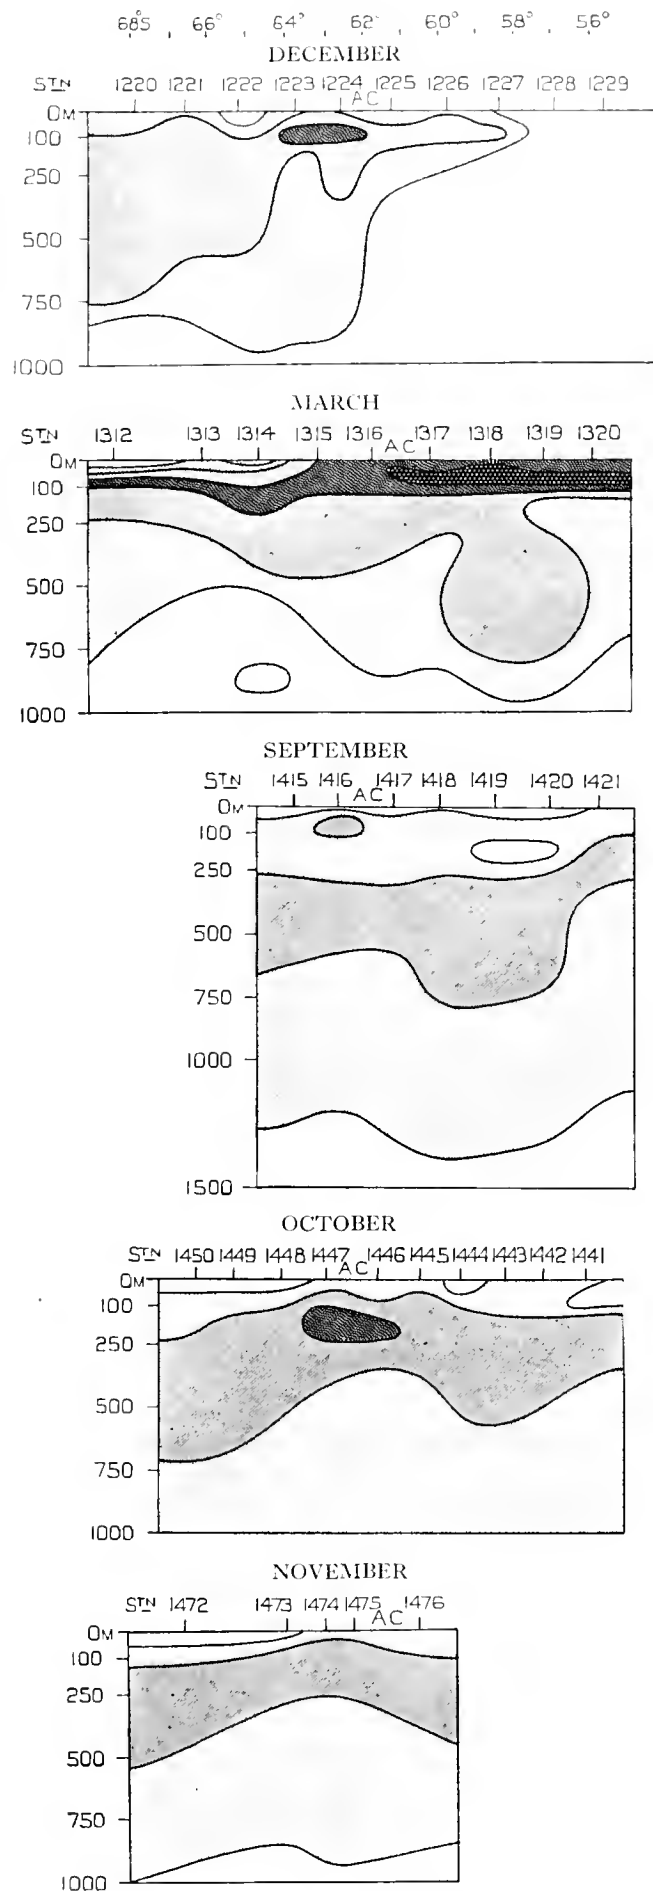 68°S 66° 64° 62° 60° 58° 56°
DECEMBER
STN 1220 1221 1222 1223 1224 1225 1226 1227 1228 1229
AC
0M
100
250
500
750
1000
MARCH
STN 1312 1313 1314 1315 1316 1317 1318 1319 1320
AC
0M
100
250
500
750
1000
SEPTEMBER
STN 1415 1416 1417 1418 1419 1420 1421
AC
0M
100
250
500
750
1000
1500
OCTOBER
STN 1450 1449 1448 1447 1446 1445 1444 1443 1442 1441
AC
0M
100
250
500
750
1000
NOVEMBER
STN 1472 1473 1474 1475 1476
AC
0M
100
250
500
750
1000